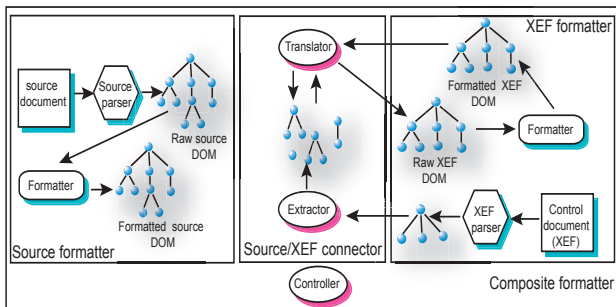 source
document
Source
parser
Raw source
DOM
Formatter
Formatted source
DOM
Source formatter
Translator
Extractor
Source/XEF connector
Controller
XEF formatter
Formatted XEF
DOM
Raw XEF
DOM
Formatter
XEF
parser
Control
document
(XEF)
Composite formatter